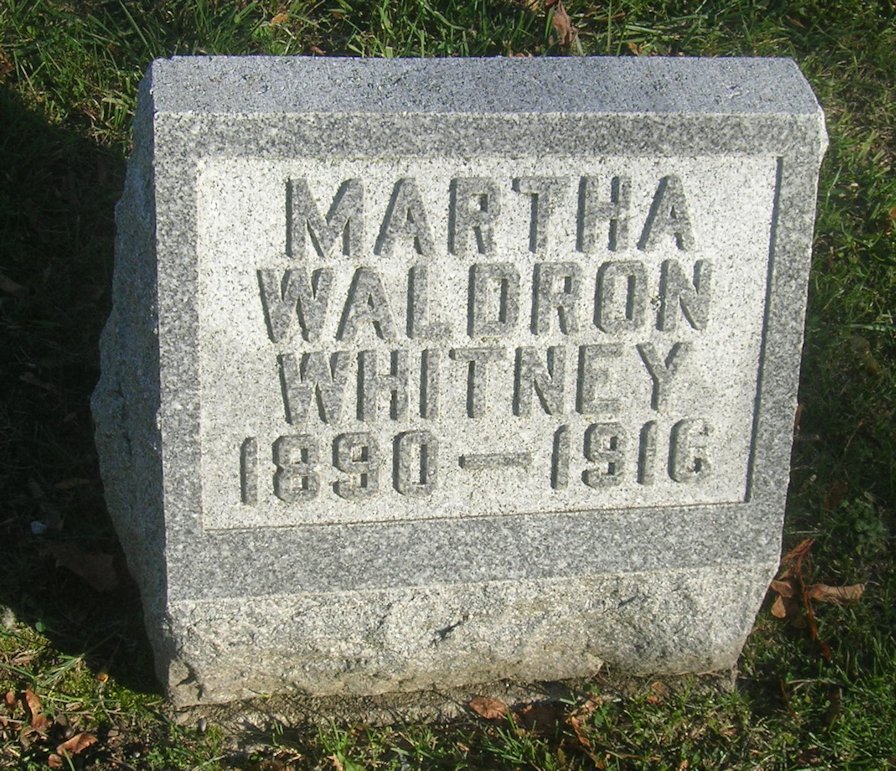 MARTHA
WALDRON
WHITNEY
1890 — 1916